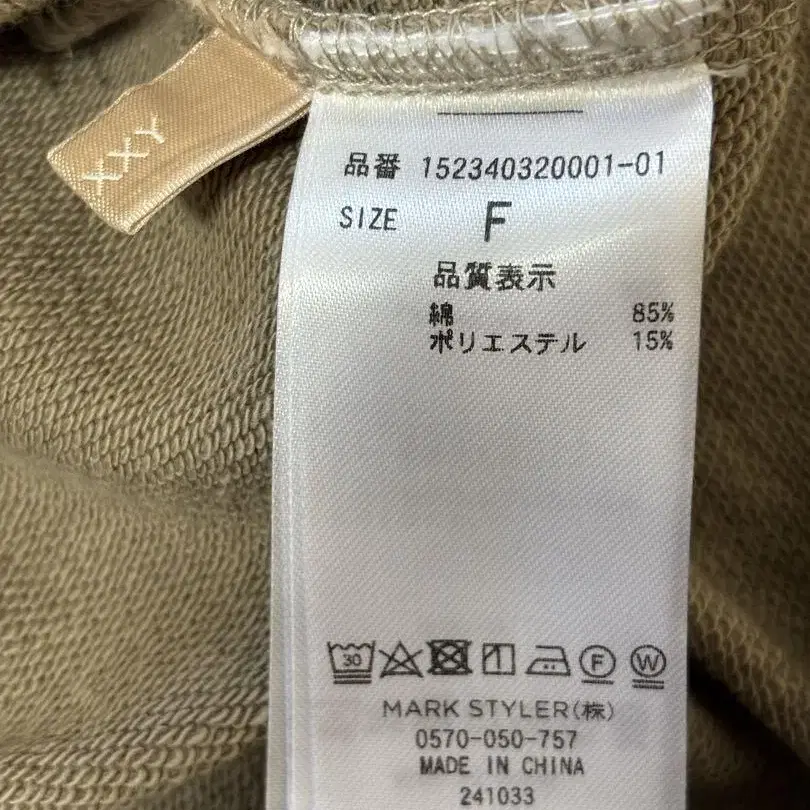 XXY
品番 152340320001-01
SIZE F
品質表示
綿 85%
ポリエステル 15%
30 F W
MARK STYLER(株)
0570-050-757
MADE IN CHINA
241033